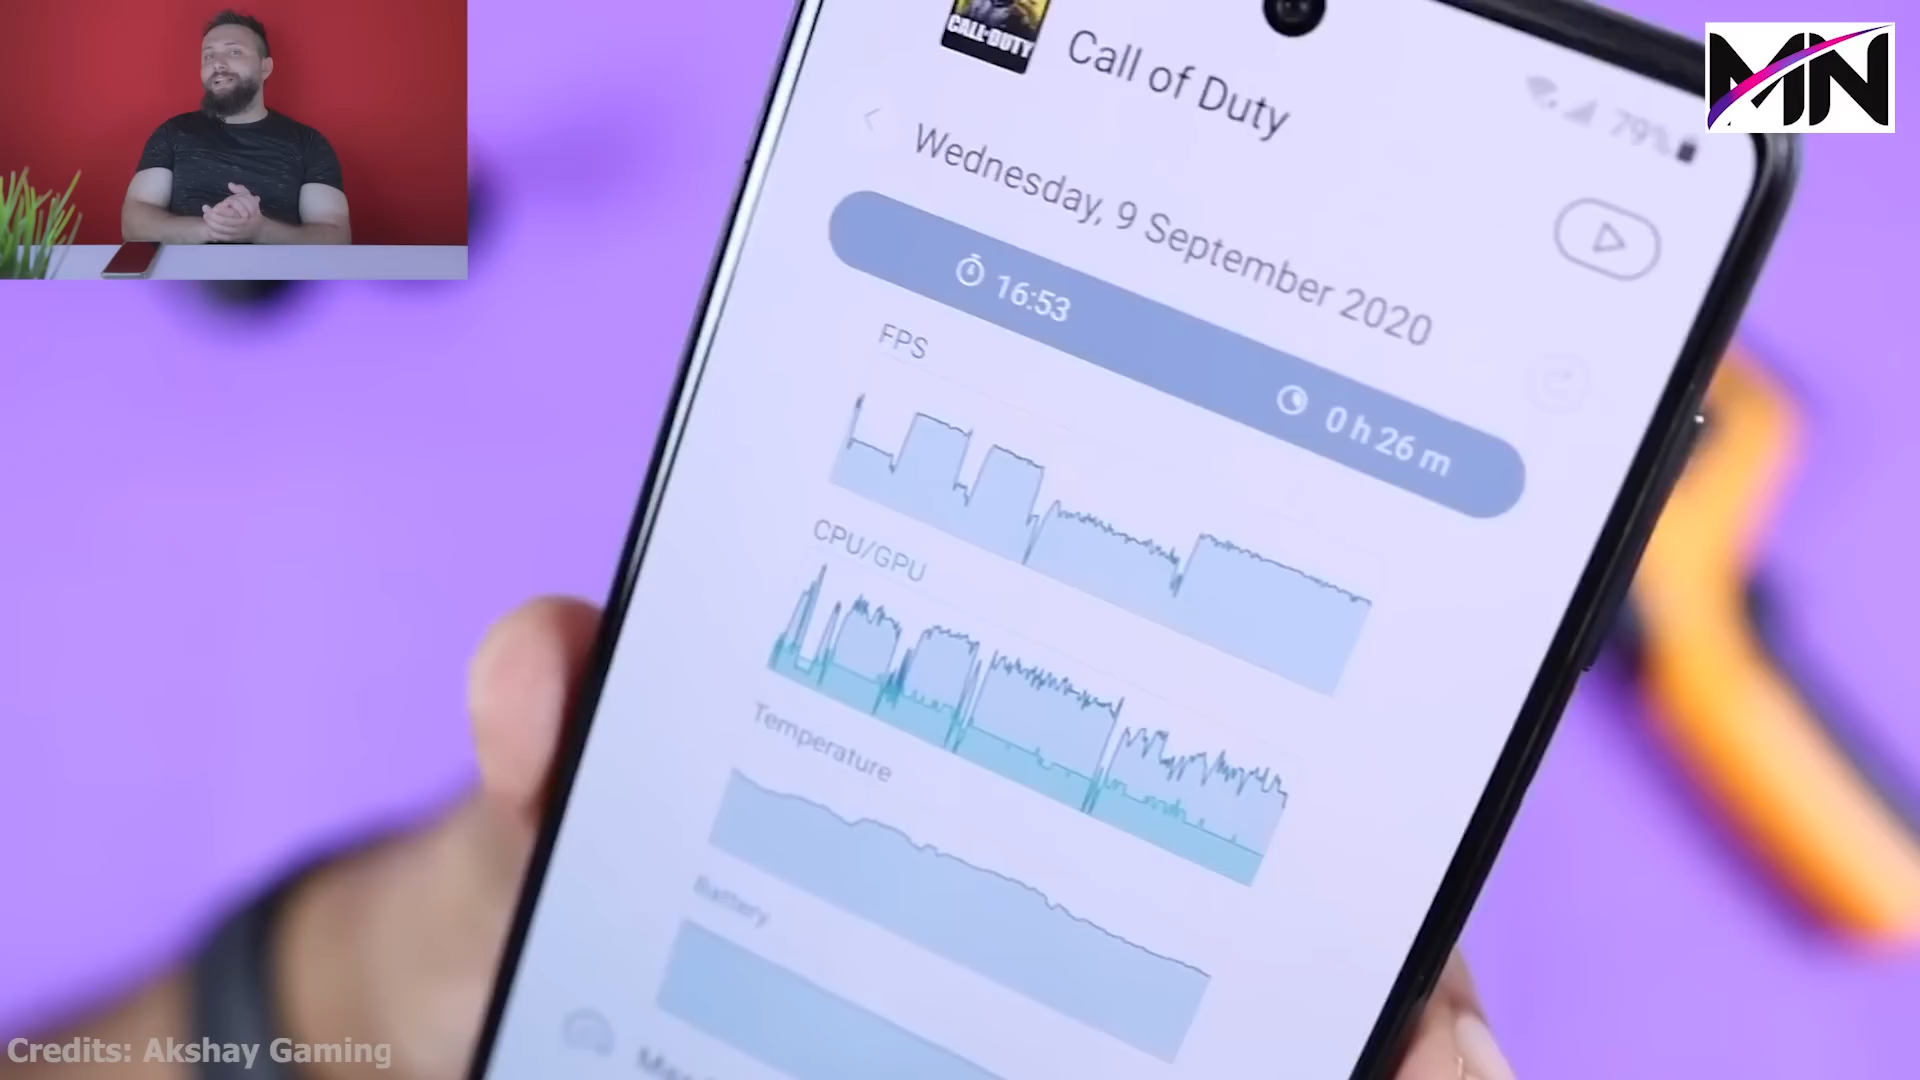 CALL OF DUTY
Call of Duty
MN
79%
Wednesday, 9 September 2020
16:53
0 h 26 m
FPS
CPU/GPU
Temperature
Battery
Credits: Akshay Gaming